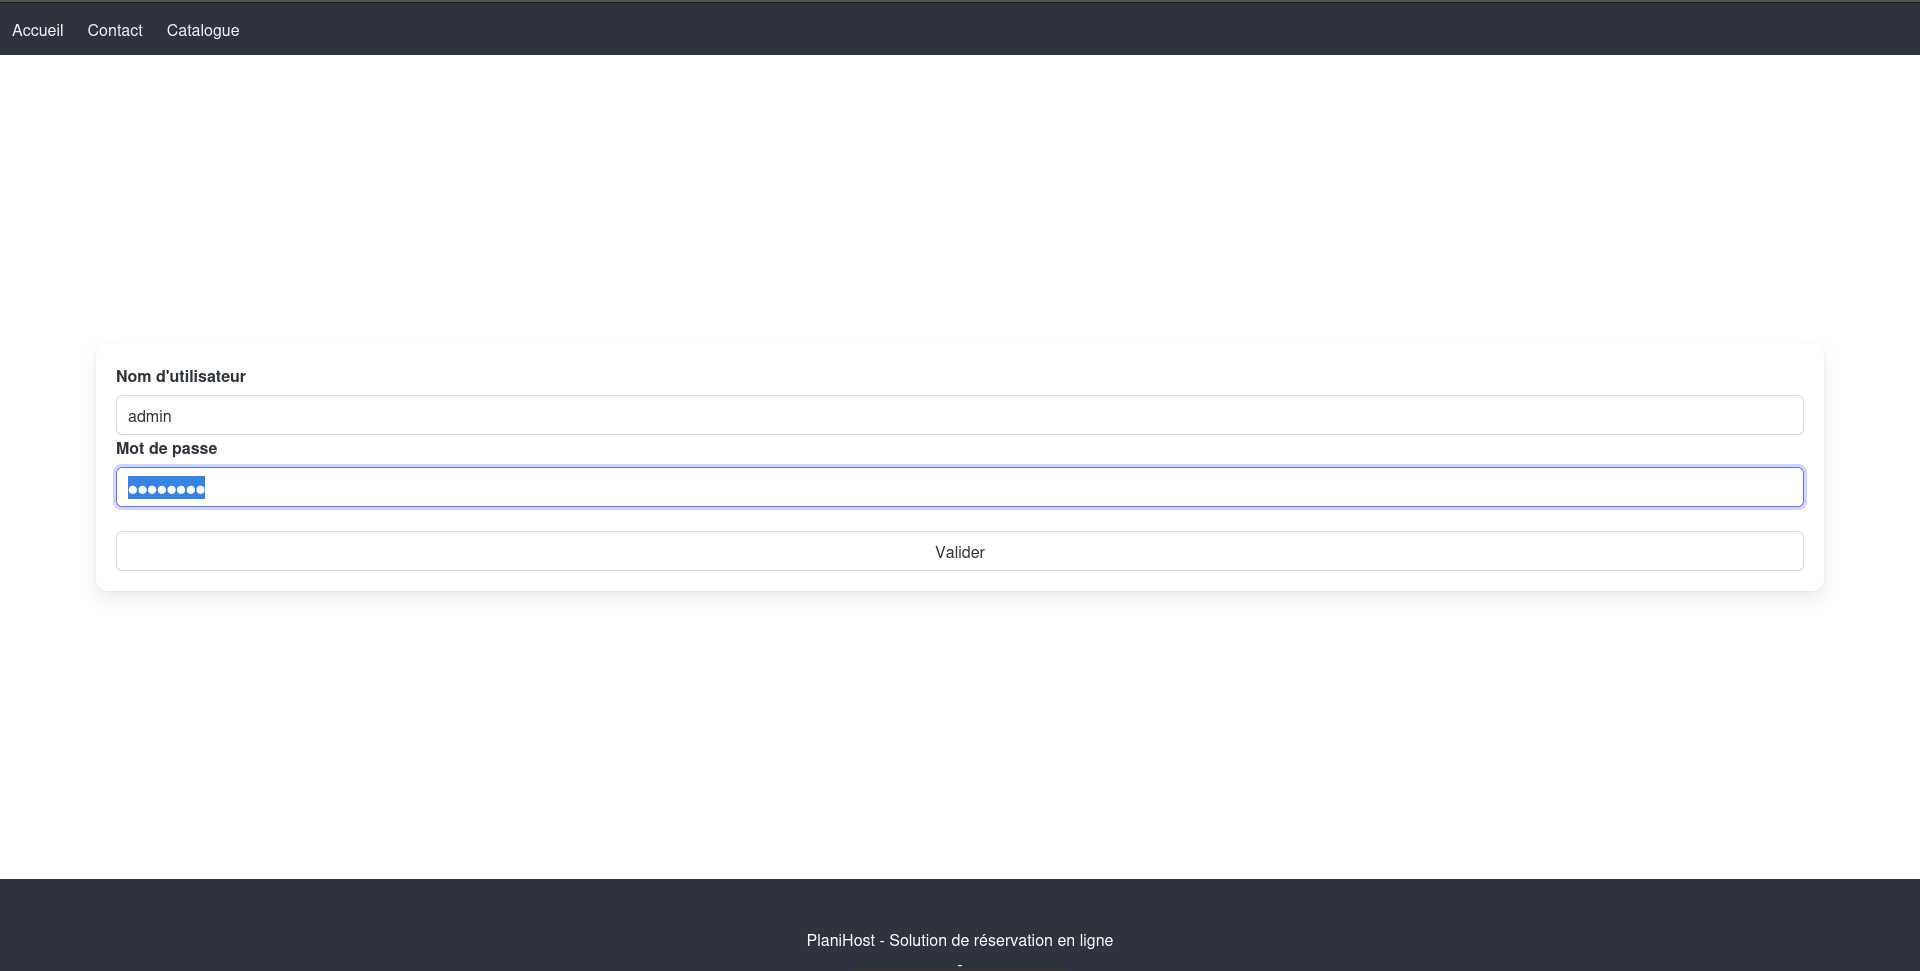 Accueil Contact Catalogue
Nom d'utilisateur
admin
Mot de passe
••••••••
Valider
PlaniHost - Solution de réservation en ligne
-